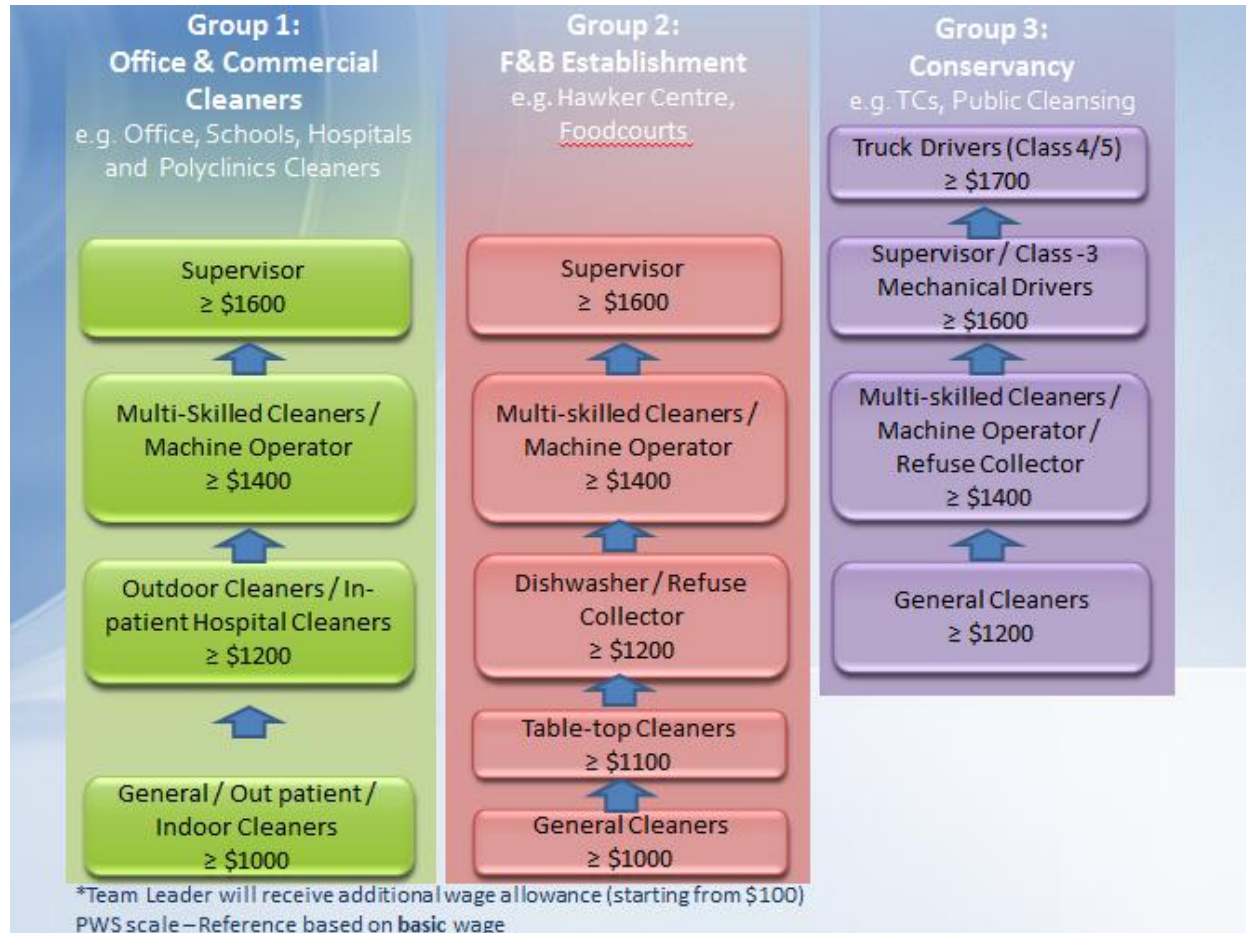 Group 1:
Office & Commercial
Cleaners
e.g. Office, Schools, Hospitals
and Polyclinics Cleaners
Supervisor
≥ $1600
Multi-Skilled Cleaners /
Machine Operator
≥ $1400
Outdoor Cleaners / In-
patient Hospital Cleaners
≥ $1200
General / Out patient /
Indoor Cleaners
≥ $1000
Group 2:
F&B Establishment
e.g. Hawker Centre,
Foodcourts
Supervisor
≥ $1600
Multi-skilled Cleaners /
Machine Operator
≥ $1400
Dishwasher / Refuse
Collector
≥ $1200
Table-top Cleaners
≥ $1100
General Cleaners
≥ $1000
Group 3:
Conservancy
e.g. TCs, Public Cleansing
Truck Drivers (Class 4/5)
≥ $1700
Supervisor / Class -3
Mechanical Drivers
≥ $1600
Multi-skilled Cleaners /
Machine Operator /
Refuse Collector
≥ $1400
General Cleaners
≥ $1200
*Team Leader will receive additional wage allowance (starting from $100)
PWS scale – Reference based on basic wage